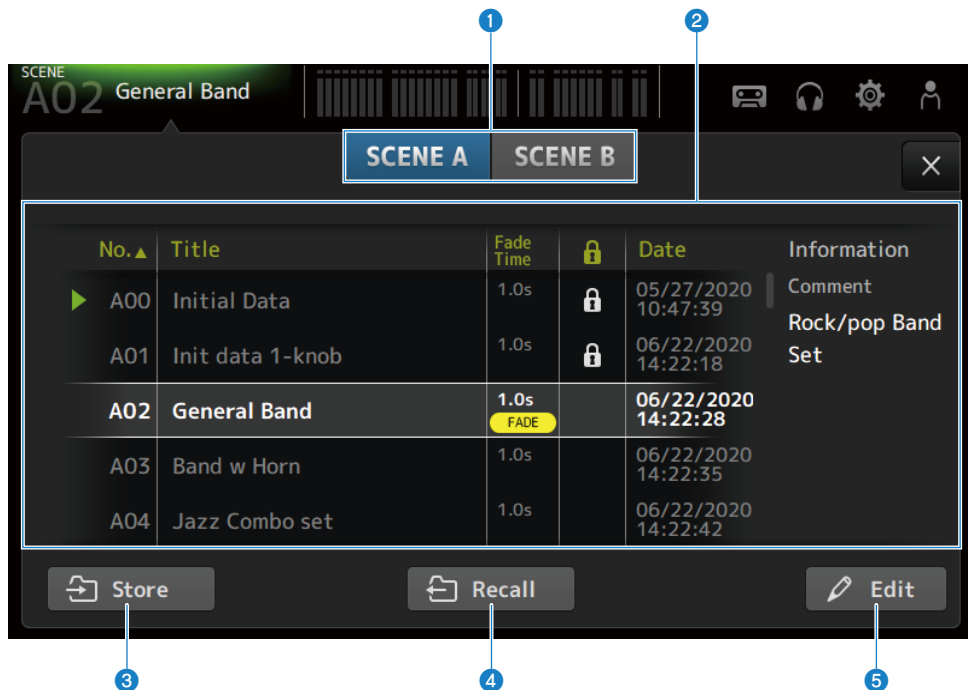 1 2
SCENE
A02 General Band
SCENE A SCENE B
No. Title Fade Time Date Information
A00 Initial Data 1.0s 05/27/2020 10:47:39 Comment
A01 Init data 1-knob 1.0s 06/22/2020 14:22:18 Rock/pop Band Set
A02 General Band 1.0s FADE 06/22/2020 14:22:28
A03 Band w Horn 1.0s 06/22/2020 14:22:35
A04 Jazz Combo set 1.0s 06/22/2020 14:22:42
Store Recall Edit
3 4 5